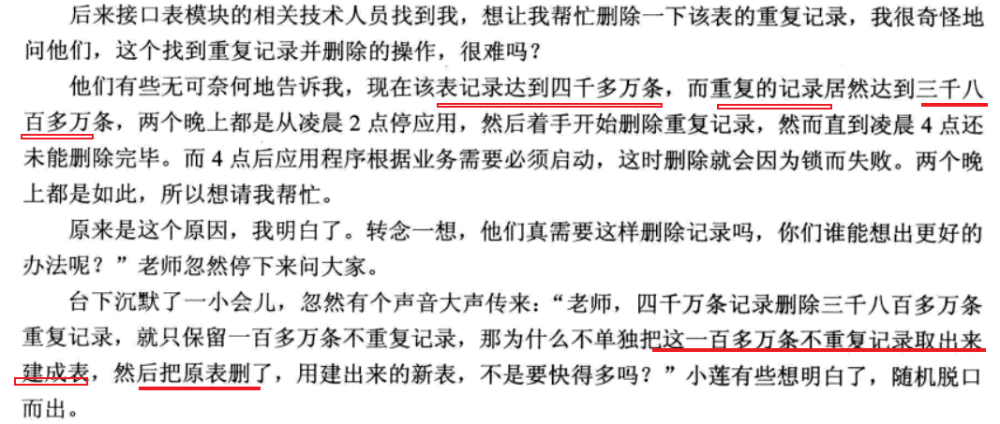 后来接口表模块的相关技术人员找到我，想让我帮忙删除一下该表的重复记录，我很奇怪地
问他们，这个找到重复记录并删除的操作，很难吗？
他们有些无可奈何地告诉我，现在该表记录达到四千多万条，而重复的记录居然达到三千八
百多万条，两个晚上都是从凌晨 2 点停应用，然后着手开始删除重复记录，然而直到凌晨 4 点还
未能删除完毕。而 4 点后应用程序根据业务需要必须启动，这时删除就会因为锁而失败。两个晚
上都是如此，所以想请我帮忙。
原来是这个原因，我明白了。转念一想，他们真需要这样删除记录吗，你们谁能想出更好的
办法呢？”老师忽然停下来问大家。
台下沉默了一小会儿，忽然有个声音大声传来：“老师，四千万条记录删除三千八百多万条
重复记录，就只保留一百多万条不重复记录，那为什么不单独把这一百多万条不重复记录取出来
建成表，然后把原表删了，用建出来的新表，不是要快得多吗？”小莲有些想明白了，随机脱口
而出。